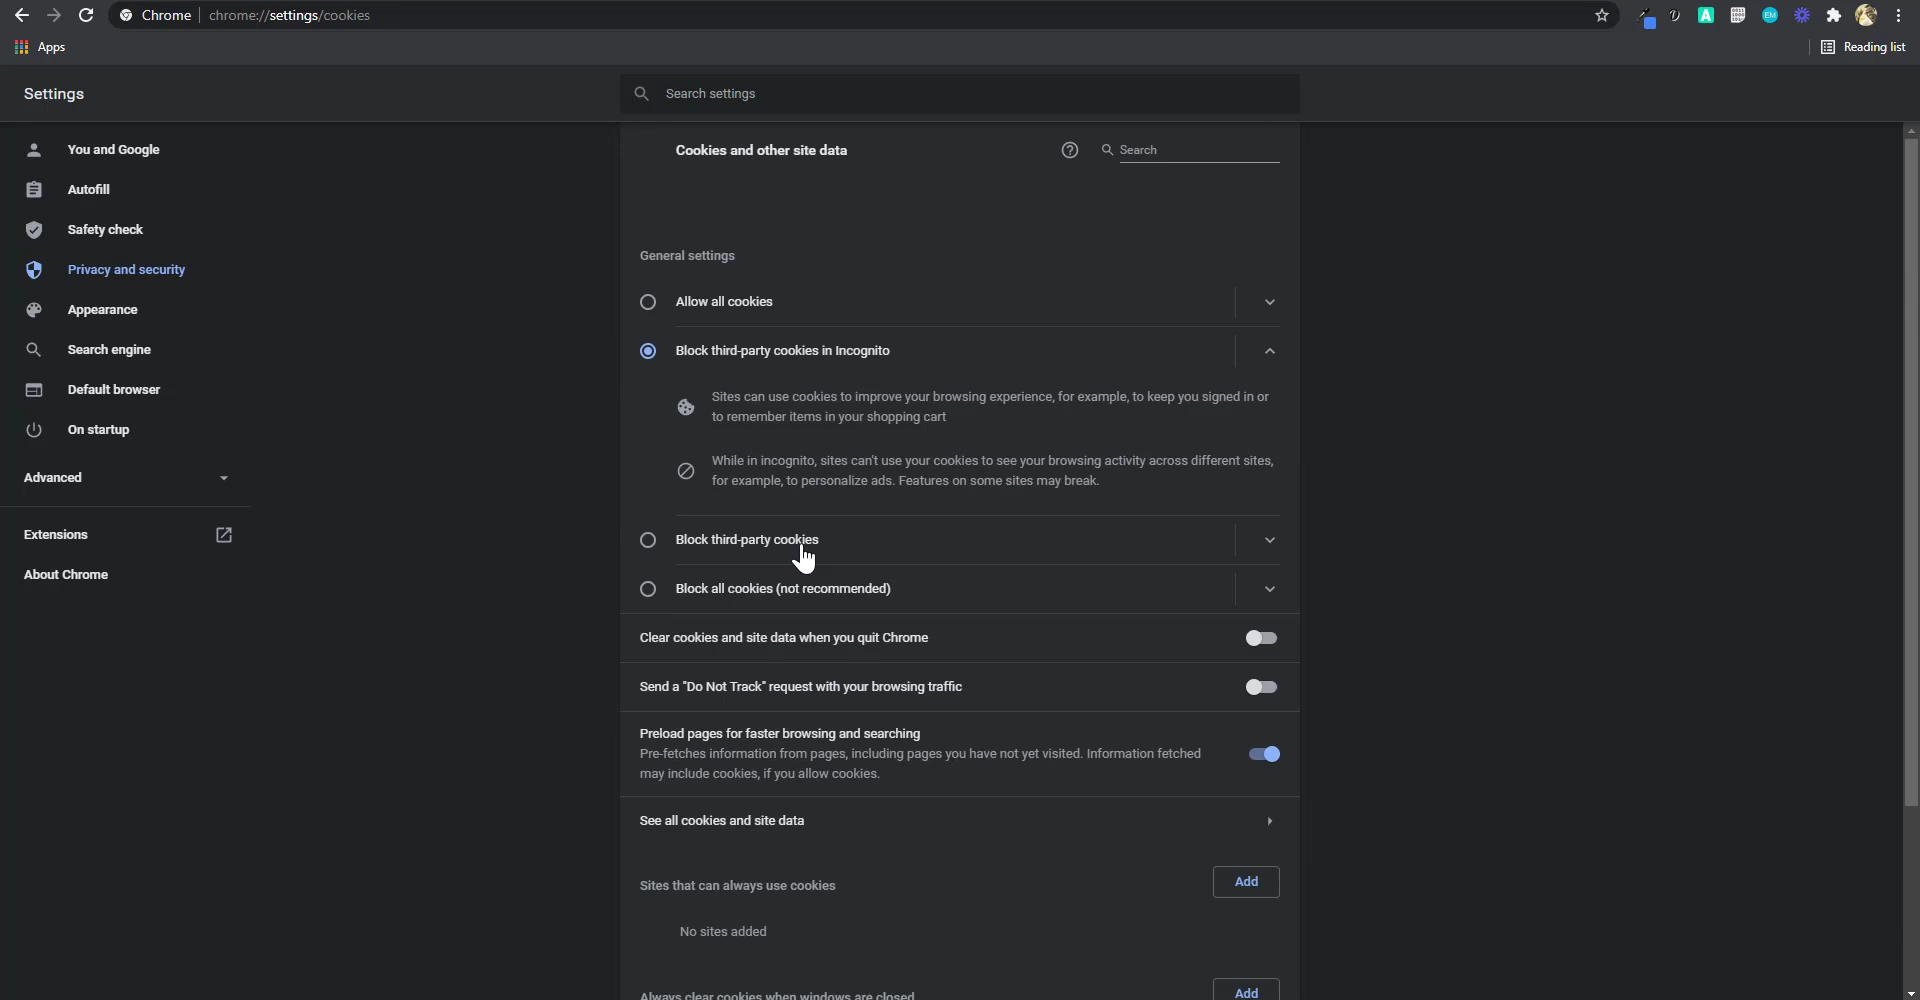 Chrome chrome://settings/cookies
Apps
Reading list
Settings
Search settings
You and Google
Autofill
Safety check
Privacy and security
Appearance
Search engine
Default browser
On startup
Advanced
Extensions
About Chrome
Cookies and other site data
Search
General settings
Allow all cookies
Block third-party cookies in Incognito
Sites can use cookies to improve your browsing experience, for example, to keep you signed in or
to remember items in your shopping cart
While in incognito, sites can't use your cookies to see your browsing activity across different sites,
for example, to personalize ads. Features on some sites may break.
Block third-party cookies
Block all cookies (not recommended)
Clear cookies and site data when you quit Chrome
Send a "Do Not Track" request with your browsing traffic
Preload pages for faster browsing and searching
Pre-fetches information from pages, including pages you have not yet visited. Information fetched
may include cookies, if you allow cookies.
See all cookies and site data
Sites that can always use cookies
Add
No sites added
Always clear cookies when windows are closed
Add